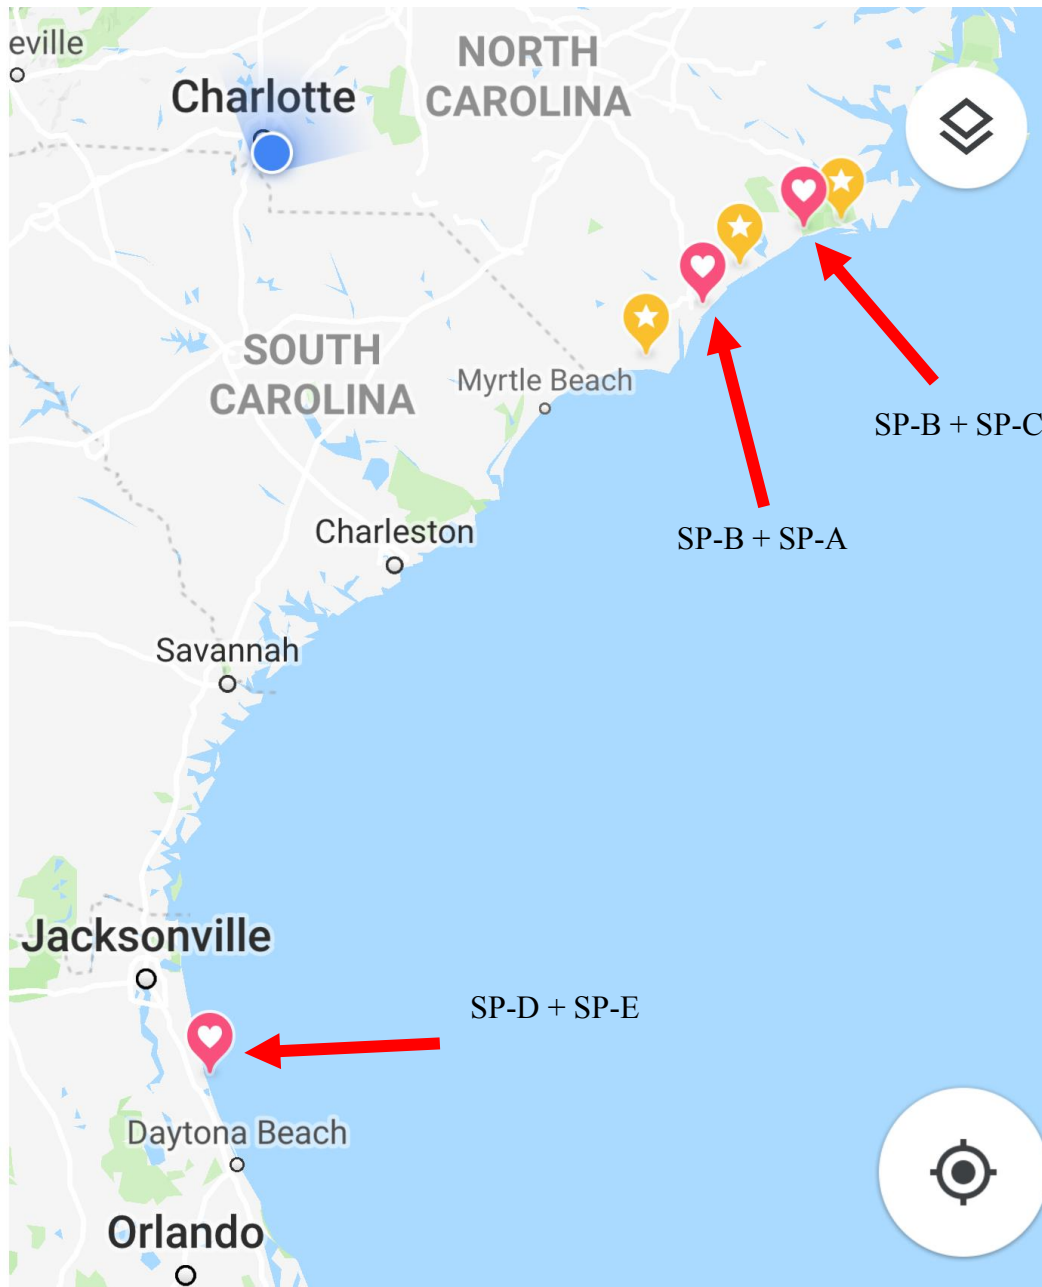 eville
NORTH
CAROLINA
Charlotte
SP-B + SP-C
SOUTH
CAROLINA
Myrtle Beach
SP-B + SP-A
Charleston
Savannah
Jacksonville
SP-D + SP-E
Daytona Beach
Orlando